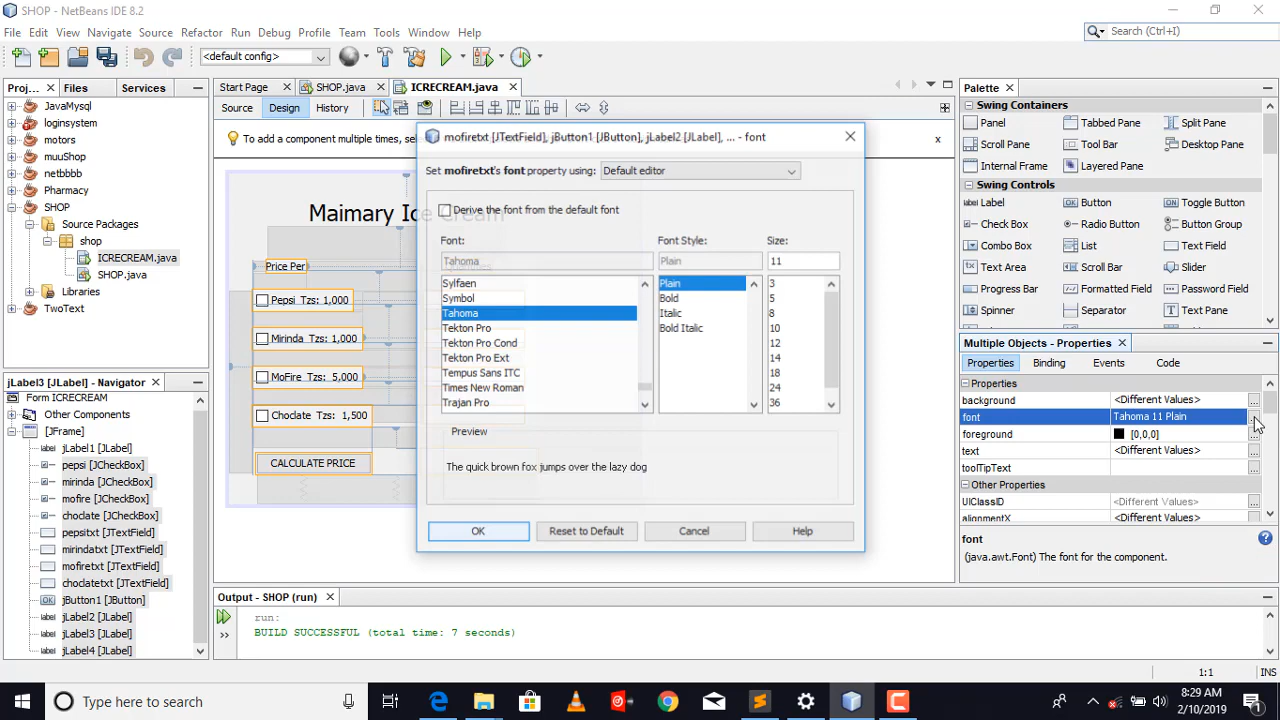 SHOP - NetBeans IDE 8.2
File Edit View Navigate Source Refactor Run Debug Profile Team Tools Window Help
Search (Ctrl+I)
<default config>
Proj... Files Services
Start Page SHOP.java ICRECREAM.java
Source Design History
To add a component multiple times, sel
JavaMysql
loginsystem
motors
muuShop
netbbb
Pharmacy
SHOP
Source Packages
shop
ICRECREAM.java
SHOP.java
Libraries
TwoText
jLabel3 [JLabel] - Navigator
Form ICRECREAM
Other Components
[JFrame]
jLabel1 [JLabel]
pepsi [JCheckBox]
mirinda [JCheckBox]
mofire [JCheckBox]
choclate [JCheckBox]
pepsitxt [JTextField]
mirindatxt [JTextField]
mofiretxt [JTextField]
choclatetxt [JTextField]
jButton1 [JButton]
jLabel2 [JLabel]
jLabel3 [JLabel]
jLabel4 [JLabel]
Maimary Ice Cream
Price Per
Pepsi Tzs: 1,000
Mirinda Tzs: 1,000
MoFire Tzs: 5,000
Choclate Tzs: 1,500
CALCULATE PRICE
mofiretxt [JTextField], jButton1 [JButton], jLabel2 [JLabel], ... - font
Set mofiretxt's font property using: Default editor
Derive the font from the default font
Font: Font Style: Size:
Tahoma Plain 11
Sylfaen
Symbol
Tahoma
Tekton Pro
Tekton Pro Cond
Tekton Pro Ext
Tempus Sans ITC
Times New Roman
Trajan Pro
Plain
Bold
Italic
Bold Italic
3
5
8
10
12
14
18
24
36
Preview
The quick brown fox jumps over the lazy dog
OK Reset to Default Cancel Help
Palette
Swing Containers
Panel Tabbed Pane Split Pane
Scroll Pane Tool Bar Desktop Pane
Internal Frame Layered Pane
Swing Controls
Label Button Toggle Button
Check Box Radio Button Button Group
Combo Box List Text Field
Text Area Scroll Bar Slider
Progress Bar Formatted Field Password Field
Spinner Separator Text Pane
Multiple Objects - Properties
Properties Binding Events Code
Properties
background <Different Values>
font Tahoma 11 Plain
foreground [0,0,0]
text <Different Values>
toolTipText
Other Properties
UIClassID <Different Values>
alignmentX <Different Values>
font
(java.awt.Font) The font for the component.
Output - SHOP (run)
run:
BUILD SUCCESSFUL (total time: 7 seconds)
1:1 INS
Type here to search
8:29 AM
2/10/2019
1